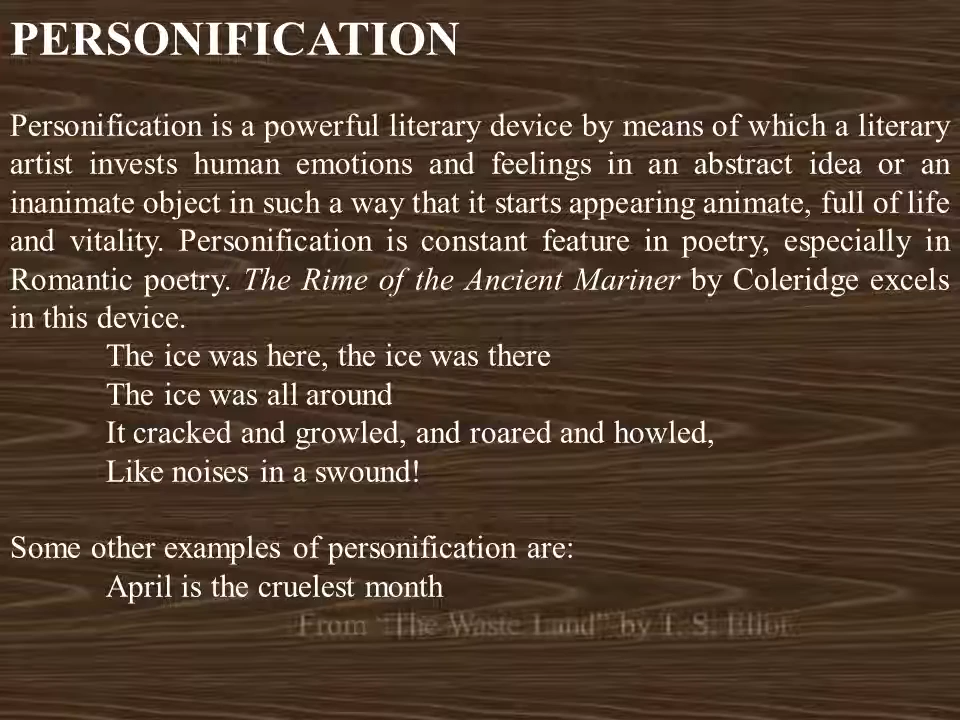 PERSONIFICATION
Personification is a powerful literary device by means of which a literary
artist invests human emotions and feelings in an abstract idea or an
inanimate object in such a way that it starts appearing animate, full of life
and vitality. Personification is constant feature in poetry, especially in
Romantic poetry. The Rime of the Ancient Mariner by Coleridge excels
in this device.
The ice was here, the ice was there
The ice was all around
It cracked and growled, and roared and howled,
Like noises in a swound!
Some other examples of personification are:
April is the cruelest month
From "The Waste Land" by T. S. Elliot